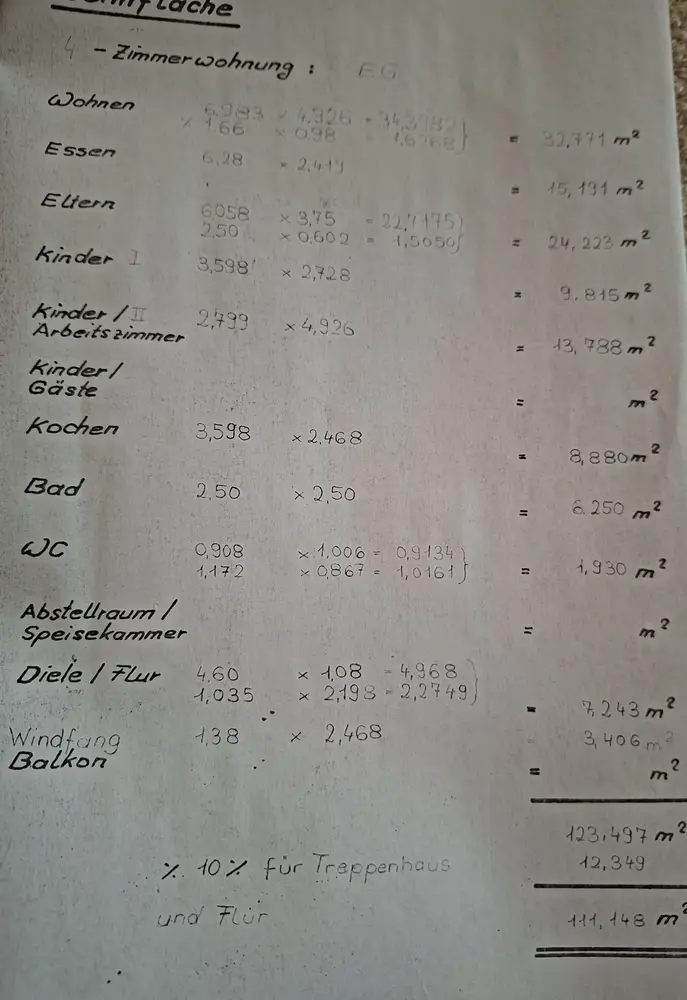 4 - Zimmerwohnung : EG
Wohnen 6.983 x 4.926 = 34,3982 }
x 1.66 x 0.98 = 1,6268 } = 32,771 m²
Essen 6,28 x 2,419 = 15,191 m²
Eltern 6058 x 3,75 = 22,7175 }
2,50 x 0,602 = 1,5050 } = 24,223 m²
Kinder I 3,598 x 2,728 = 9.815 m²
Kinder / II 2,799 x 4,926
Arbeitszimmer = 13,788 m²
Kinder /
Gäste = m²
Kochen 3,598 x 2,468 = 8,880 m²
Bad 2,50 x 2,50 = 6.250 m²
WC 0,908 x 1,006 = 0,9134 }
1,172 x 0,867 = 1,0161 } = 1,930 m²
Abstellraum /
Speisekammer = m²
Diele / Flur 4.60 x 1,08 = 4,968 }
1,035 x 2,198 = 2,2749 } = 7,243 m²
Windfang 1,38 x 2,468 = 3,406 m²
Balkon = m²
123,497 m²
٪ 10 % für Treppenhaus 12,349
und Flur 111,148 m²